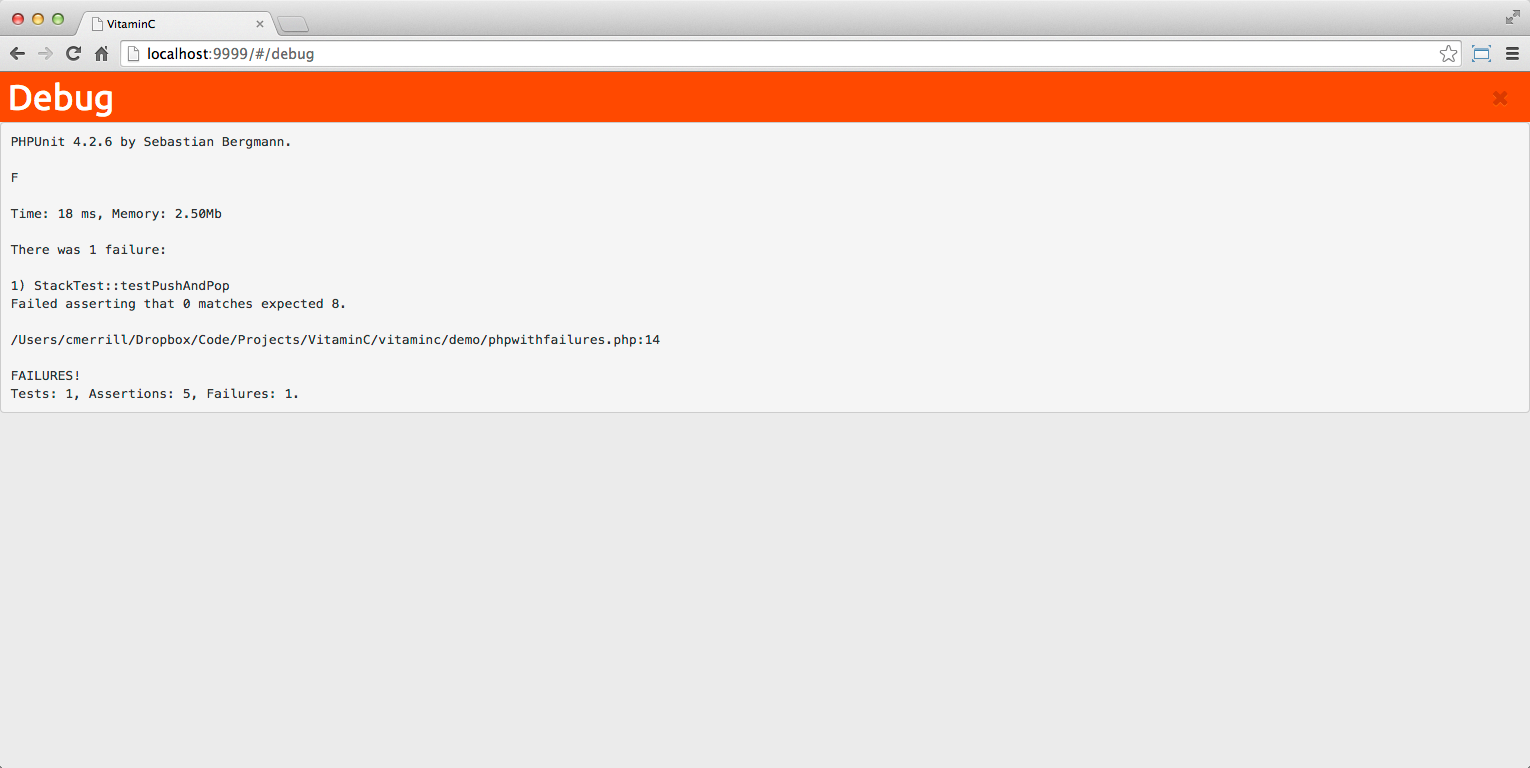 VitaminC
localhost:9999/#/debug
Debug
PHPUnit 4.2.6 by Sebastian Bergmann.
F
Time: 18 ms, Memory: 2.50Mb
There was 1 failure:
1) StackTest::testPushAndPop
Failed asserting that 0 matches expected 8.
/Users/cmerrill/Dropbox/Code/Projects/VitaminC/vitaminc/demo/phpwithfailures.php:14
FAILURES!
Tests: 1, Assertions: 5, Failures: 1.